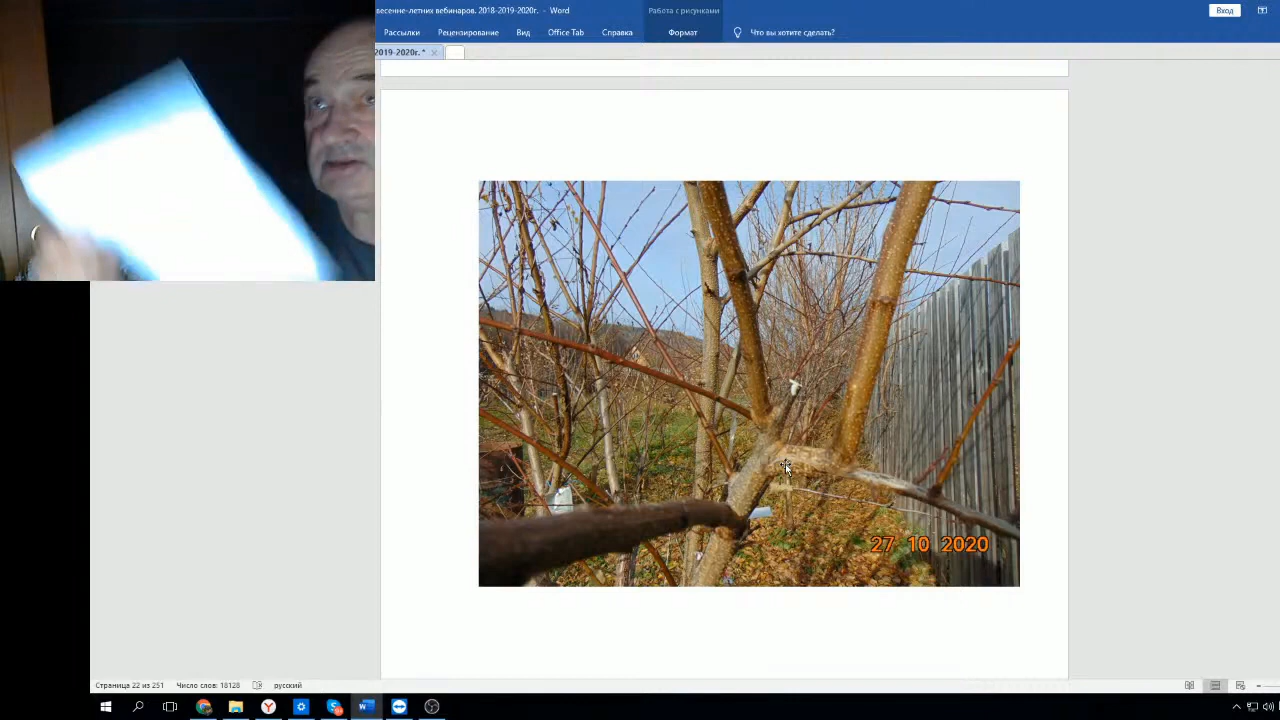 весенне-летних вебинаров. 2018-2019-2020г. - Word
Работа с рисунками
Вход
Рассылки
Рецензирование
Вид
Office Tab
Справка
Формат
Что вы хотите сделать?
2019-2020г. *
27 10 2020
Страница 22 из 251
Число слов: 18128
русский